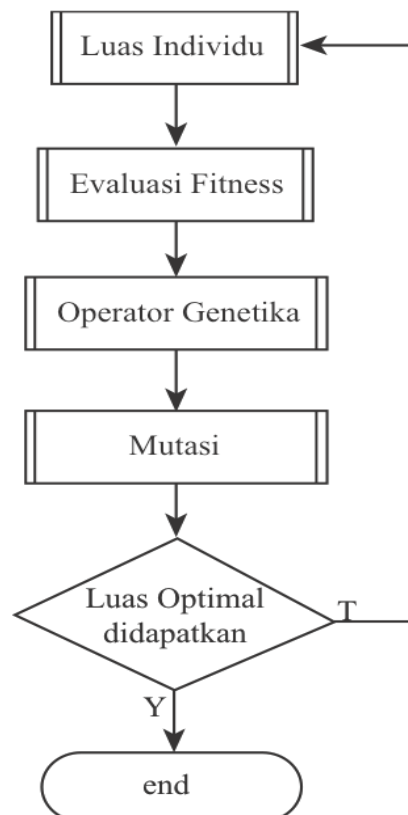 Luas Individu
Evaluasi Fitness
Operator Genetika
Mutasi
Luas Optimal
didapatkan
T
Y
end